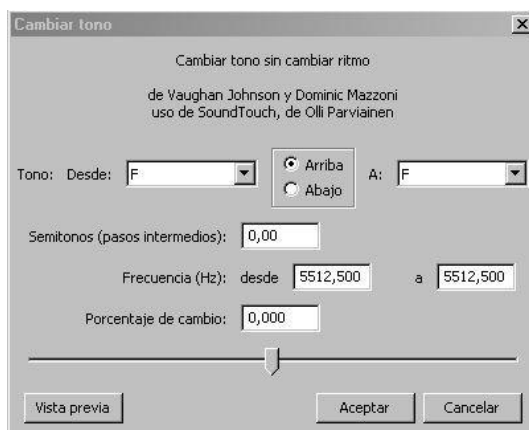 Cambiar tono
Cambiar tono sin cambiar ritmo
de Vaughan Johnson y Dominic Mazzoni
uso de SoundTouch, de Olli Parviainen
Tono: Desde: F Arriba A: F
Abajo
Semitonos (pasos intermedios): 0,00
Frecuencia (Hz): desde 5512,500 a 5512,500
Porcentaje de cambio: 0,000
Vista previa Aceptar Cancelar